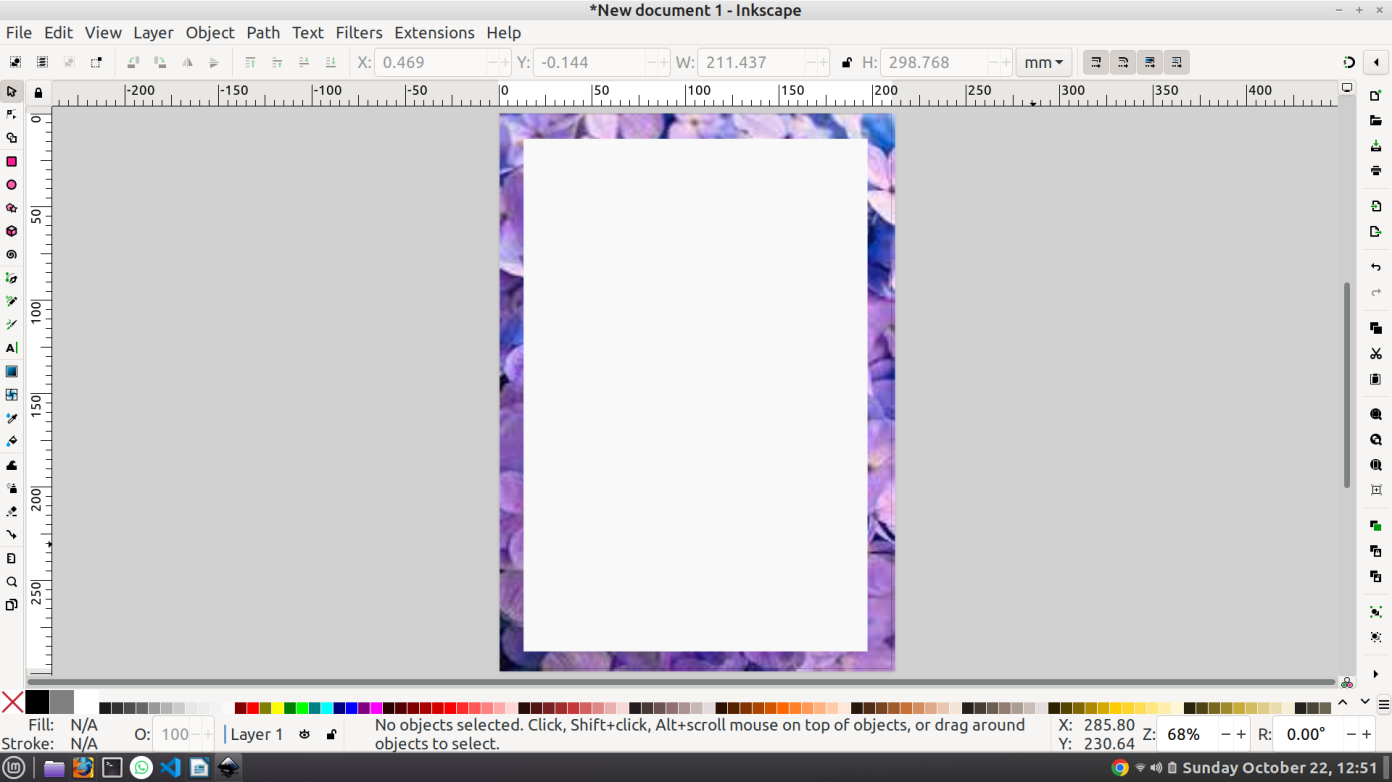 *New document 1 - Inkscape
File Edit View Layer Object Path Text Filters Extensions Help
X: 0.469 Y: -0.144 W: 211.437 H: 298.768 mm
-200 -150 -100 -50 0 50 100 150 200 250 300 350 400
0
50
100
150
200
250
A
Fill: N/A O: 100 Layer 1 No objects selected. Click, Shift+click, Alt+scroll mouse on top of objects, or drag around X: 285.80 Z: 68% R: 0.00°
Stroke: N/A objects to select. Y: 230.64
Sunday October 22, 12:51